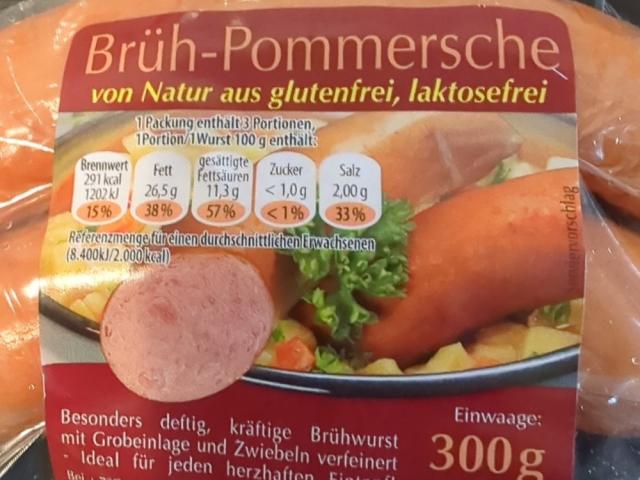 Brüh-Pommersche
von Natur aus glutenfrei, laktosefrei
1 Packung enthält 3 Portionen,
1Portion/1Wurst 100 g enthält:
Brennwert
291 kcal
1202 kJ
15%
Fett
26,5 g
38%
gesättigte
Fettsäuren
11,3 g
57%
Zucker
< 1,0 g
< 1%
Salz
2,00 g
33%
Referenzmenge für einen durchschnittlichen Erwachsenen
(8.400kJ/2.000 kcal)
Serviervorschlag
Besonders deftig, kräftige Brühwurst
mit Grobeinlage und Zwiebeln verfeinert
- Ideal für jeden herzhaften
Einwaage:
300g